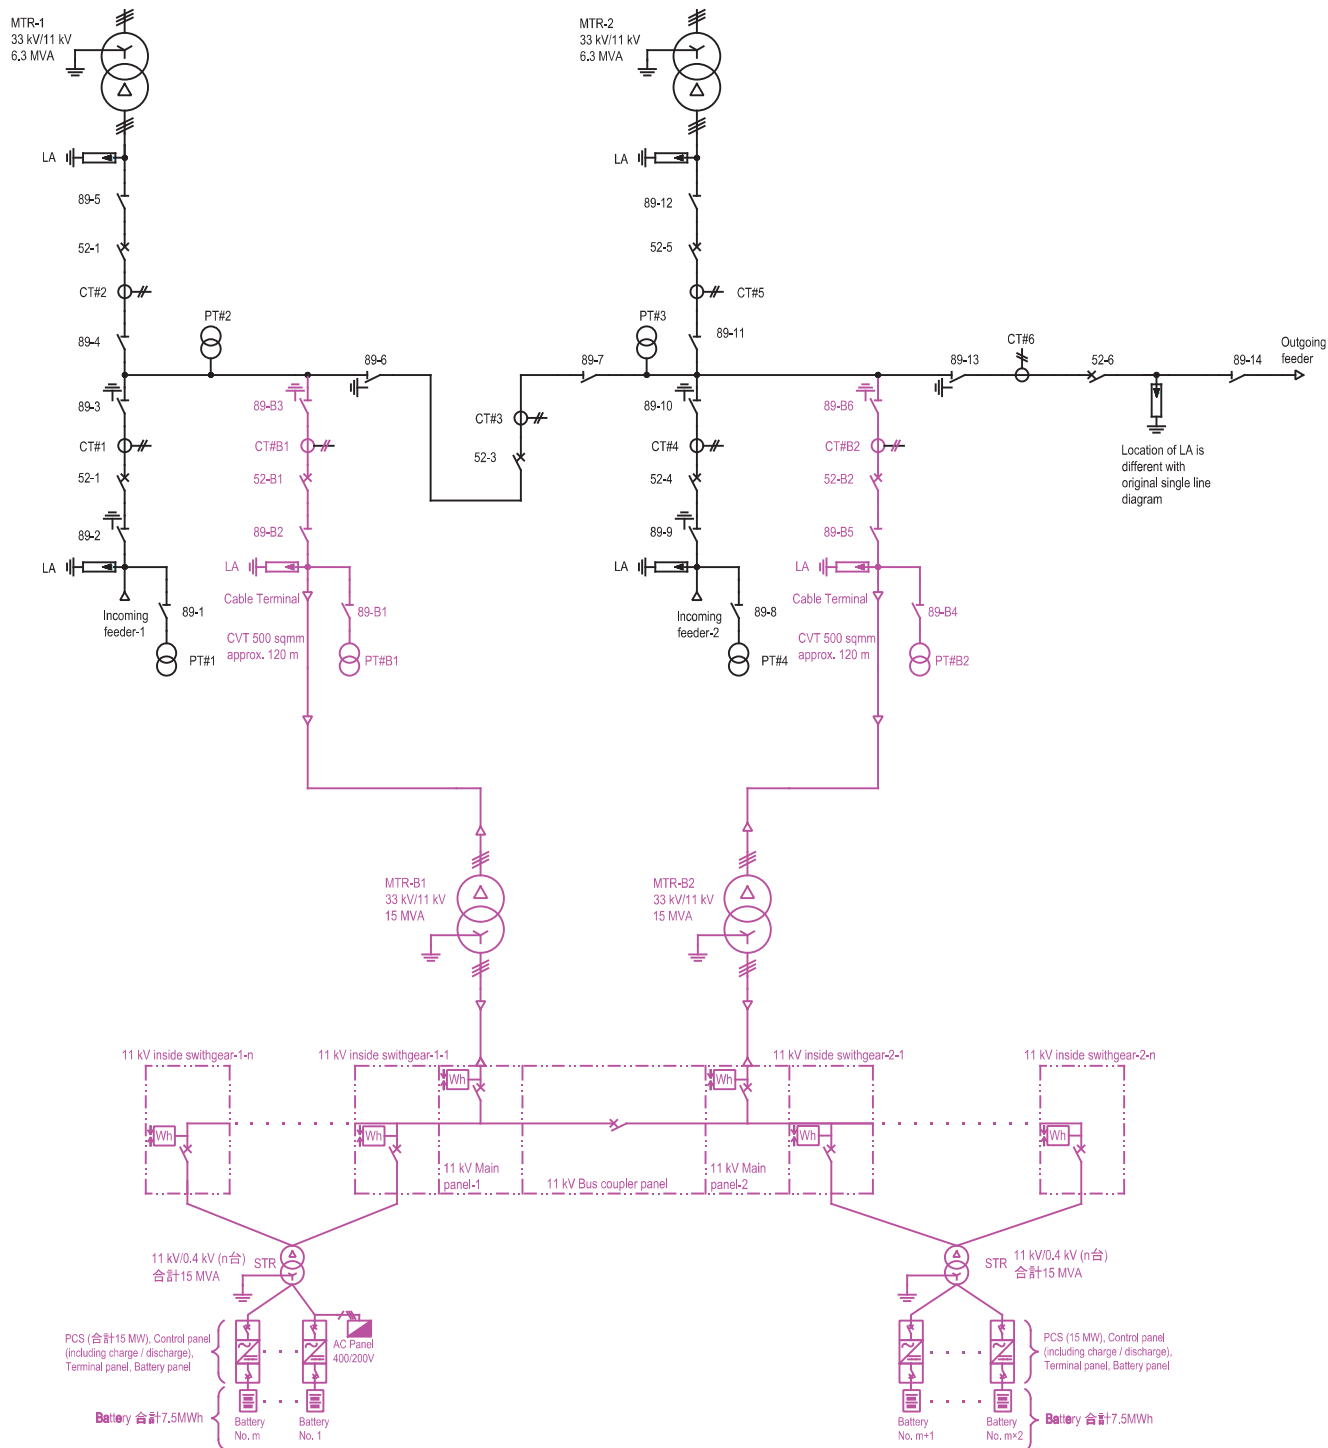 MTR-1
33 kV/11 kV
6.3 MVA
MTR-2
33 kV/11 kV
6.3 MVA
LA
LA
89-5
89-12
52-1
52-5
CT#2
CT#5
PT#2
PT#3
89-4
89-11
89-6
89-7
89-13
CT#6
52-6
89-14
Outgoing
feeder
89-3
89-B3
89-10
89-B6
CT#1
CT#B1
CT#3
CT#4
CT#B2
52-1
52-B1
52-3
52-4
52-B2
Location of LA is
different with
original single line
diagram
89-2
89-B2
89-9
89-B5
LA
LA
LA
LA
Cable Terminal
Cable Terminal
Incoming
feeder-1
89-1
89-B1
Incoming
feeder-2
89-8
89-B4
CVT 500 sqmm
approx. 120 m
CVT 500 sqmm
approx. 120 m
PT#1
PT#B1
PT#4
PT#B2
MTR-B1
33 kV/11 kV
15 MVA
MTR-B2
33 kV/11 kV
15 MVA
11 kV inside swithgear-1-n
11 kV inside swithgear-1-1
11 kV inside swithgear-2-1
11 kV inside swithgear-2-n
Wh
Wh
Wh
Wh
Wh
Wh
11 kV Main
panel-1
11 kV Bus coupler panel
11 kV Main
panel-2
11 kV/0.4 kV (n台)
合計15 MVA
STR
STR
11 kV/0.4 kV (n台)
合計15 MVA
PCS (合計15 MW), Control panel
(including charge / discharge),
Terminal panel, Battery panel
AC Panel
400/200V
PCS (15 MW), Control panel
(including charge / discharge),
Terminal panel, Battery panel
Battery 合計7.5MWh
Battery
No. m
Battery
No. 1
Battery
No. m+1
Battery
No. m×2
Battery 合計7.5MWh